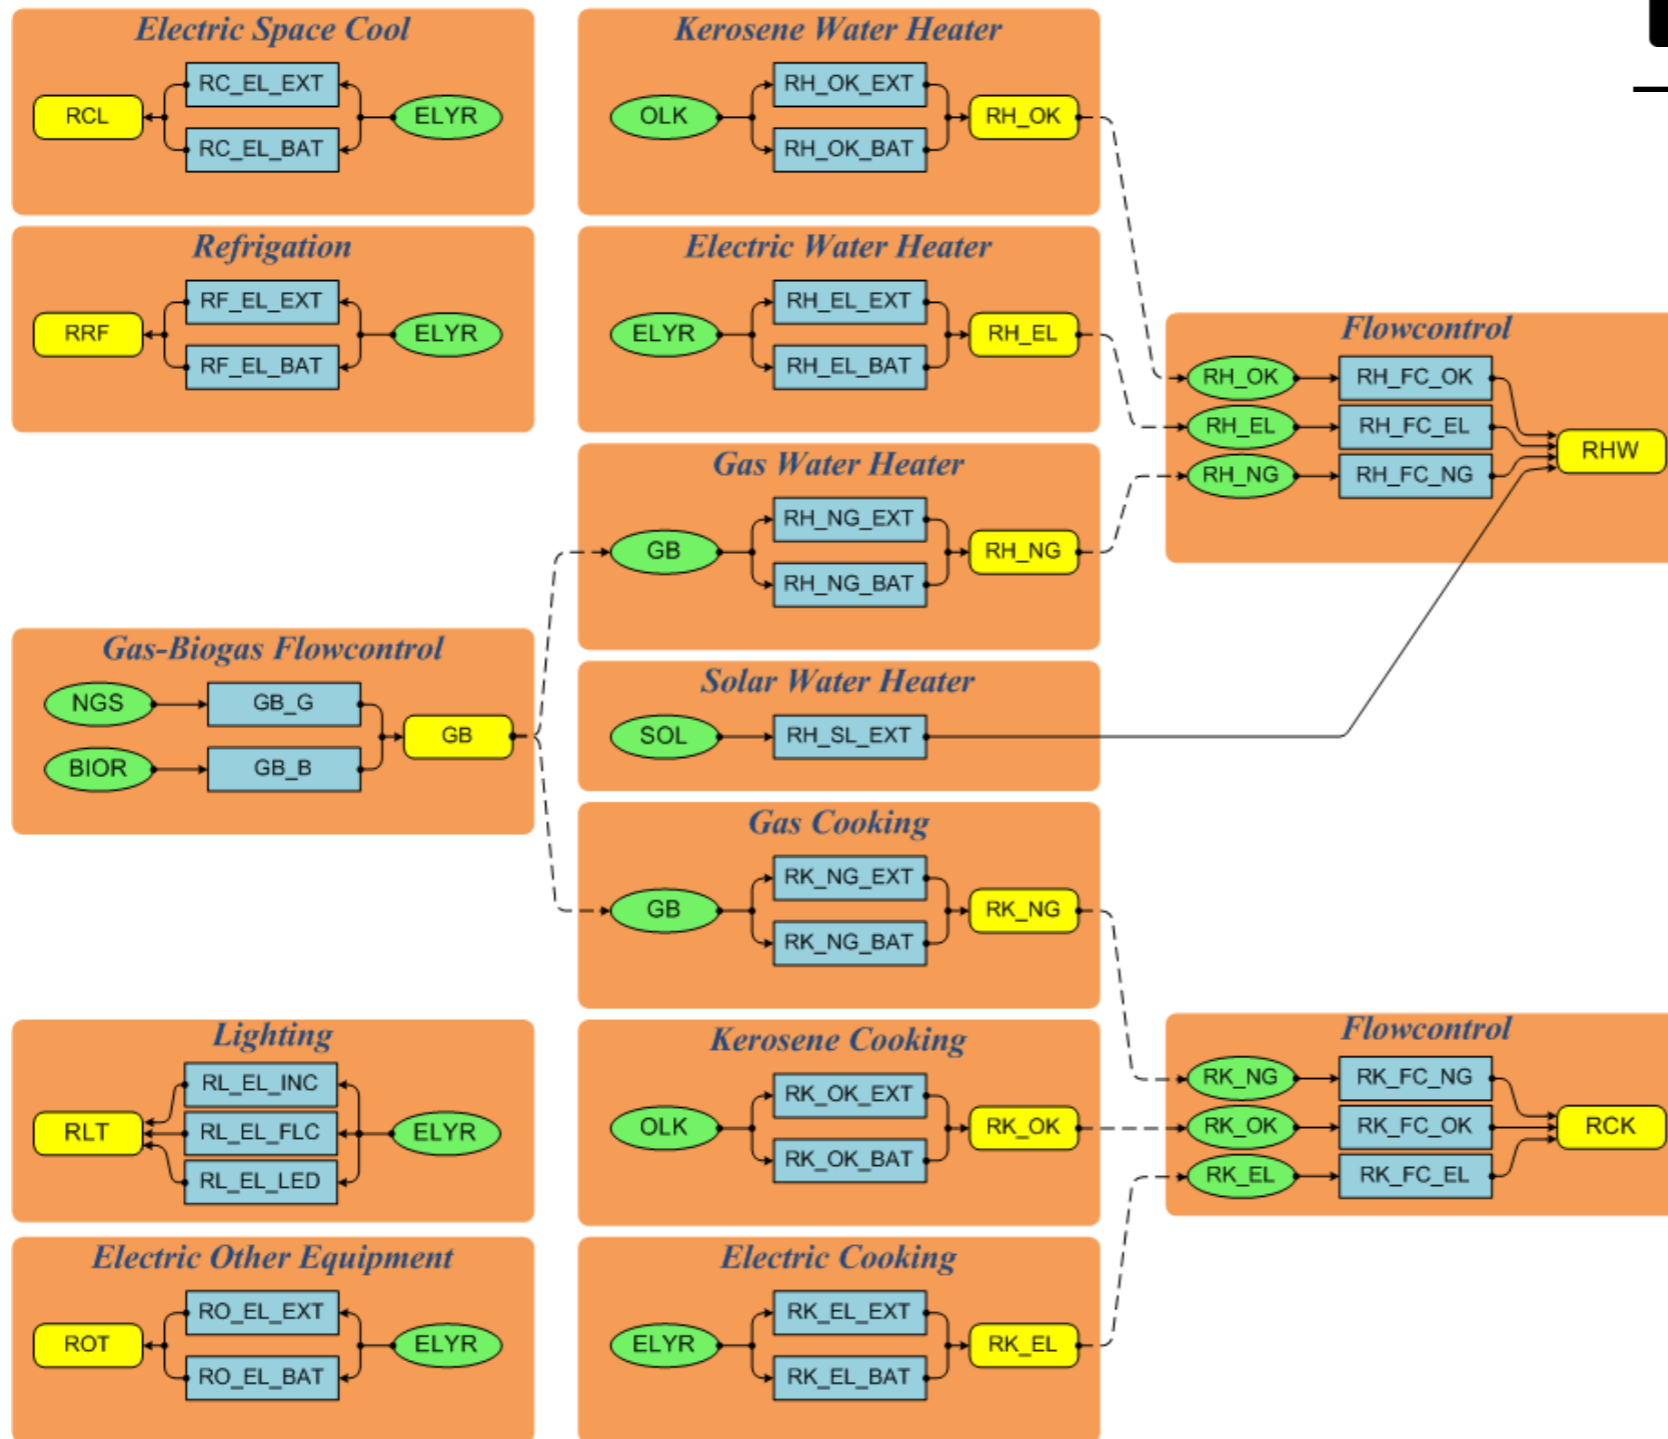 Electric Space Cool
RC_EL_EXT
RCL
ELYR
RC_EL_BAT
Refrigation
RF_EL_EXT
RRF
ELYR
RF_EL_BAT
Gas-Biogas Flowcontrol
NGS
GB_G
GB
BIOR
GB_B
Lighting
RL_EL_INC
RLT
RL_EL_FLC
ELYR
RL_EL_LED
Electric Other Equipment
RO_EL_EXT
ROT
ELYR
RO_EL_BAT
Kerosene Water Heater
RH_OK_EXT
OLK
RH_OK
RH_OK_BAT
Electric Water Heater
RH_EL_EXT
ELYR
RH_EL
RH_EL_BAT
Gas Water Heater
RH_NG_EXT
GB
RH_NG
RH_NG_BAT
Solar Water Heater
SOL
RH_SL_EXT
Gas Cooking
RK_NG_EXT
GB
RK_NG
RK_NG_BAT
Kerosene Cooking
RK_OK_EXT
OLK
RK_OK
RK_OK_BAT
Electric Cooking
RK_EL_EXT
ELYR
RK_EL
RK_EL_BAT
Flowcontrol
RH_OK
RH_FC_OK
RH_EL
RH_FC_EL
RHW
RH_NG
RH_FC_NG
Flowcontrol
RK_NG
RK_FC_NG
RK_OK
RK_FC_OK
RCK
RK_EL
RK_FC_EL